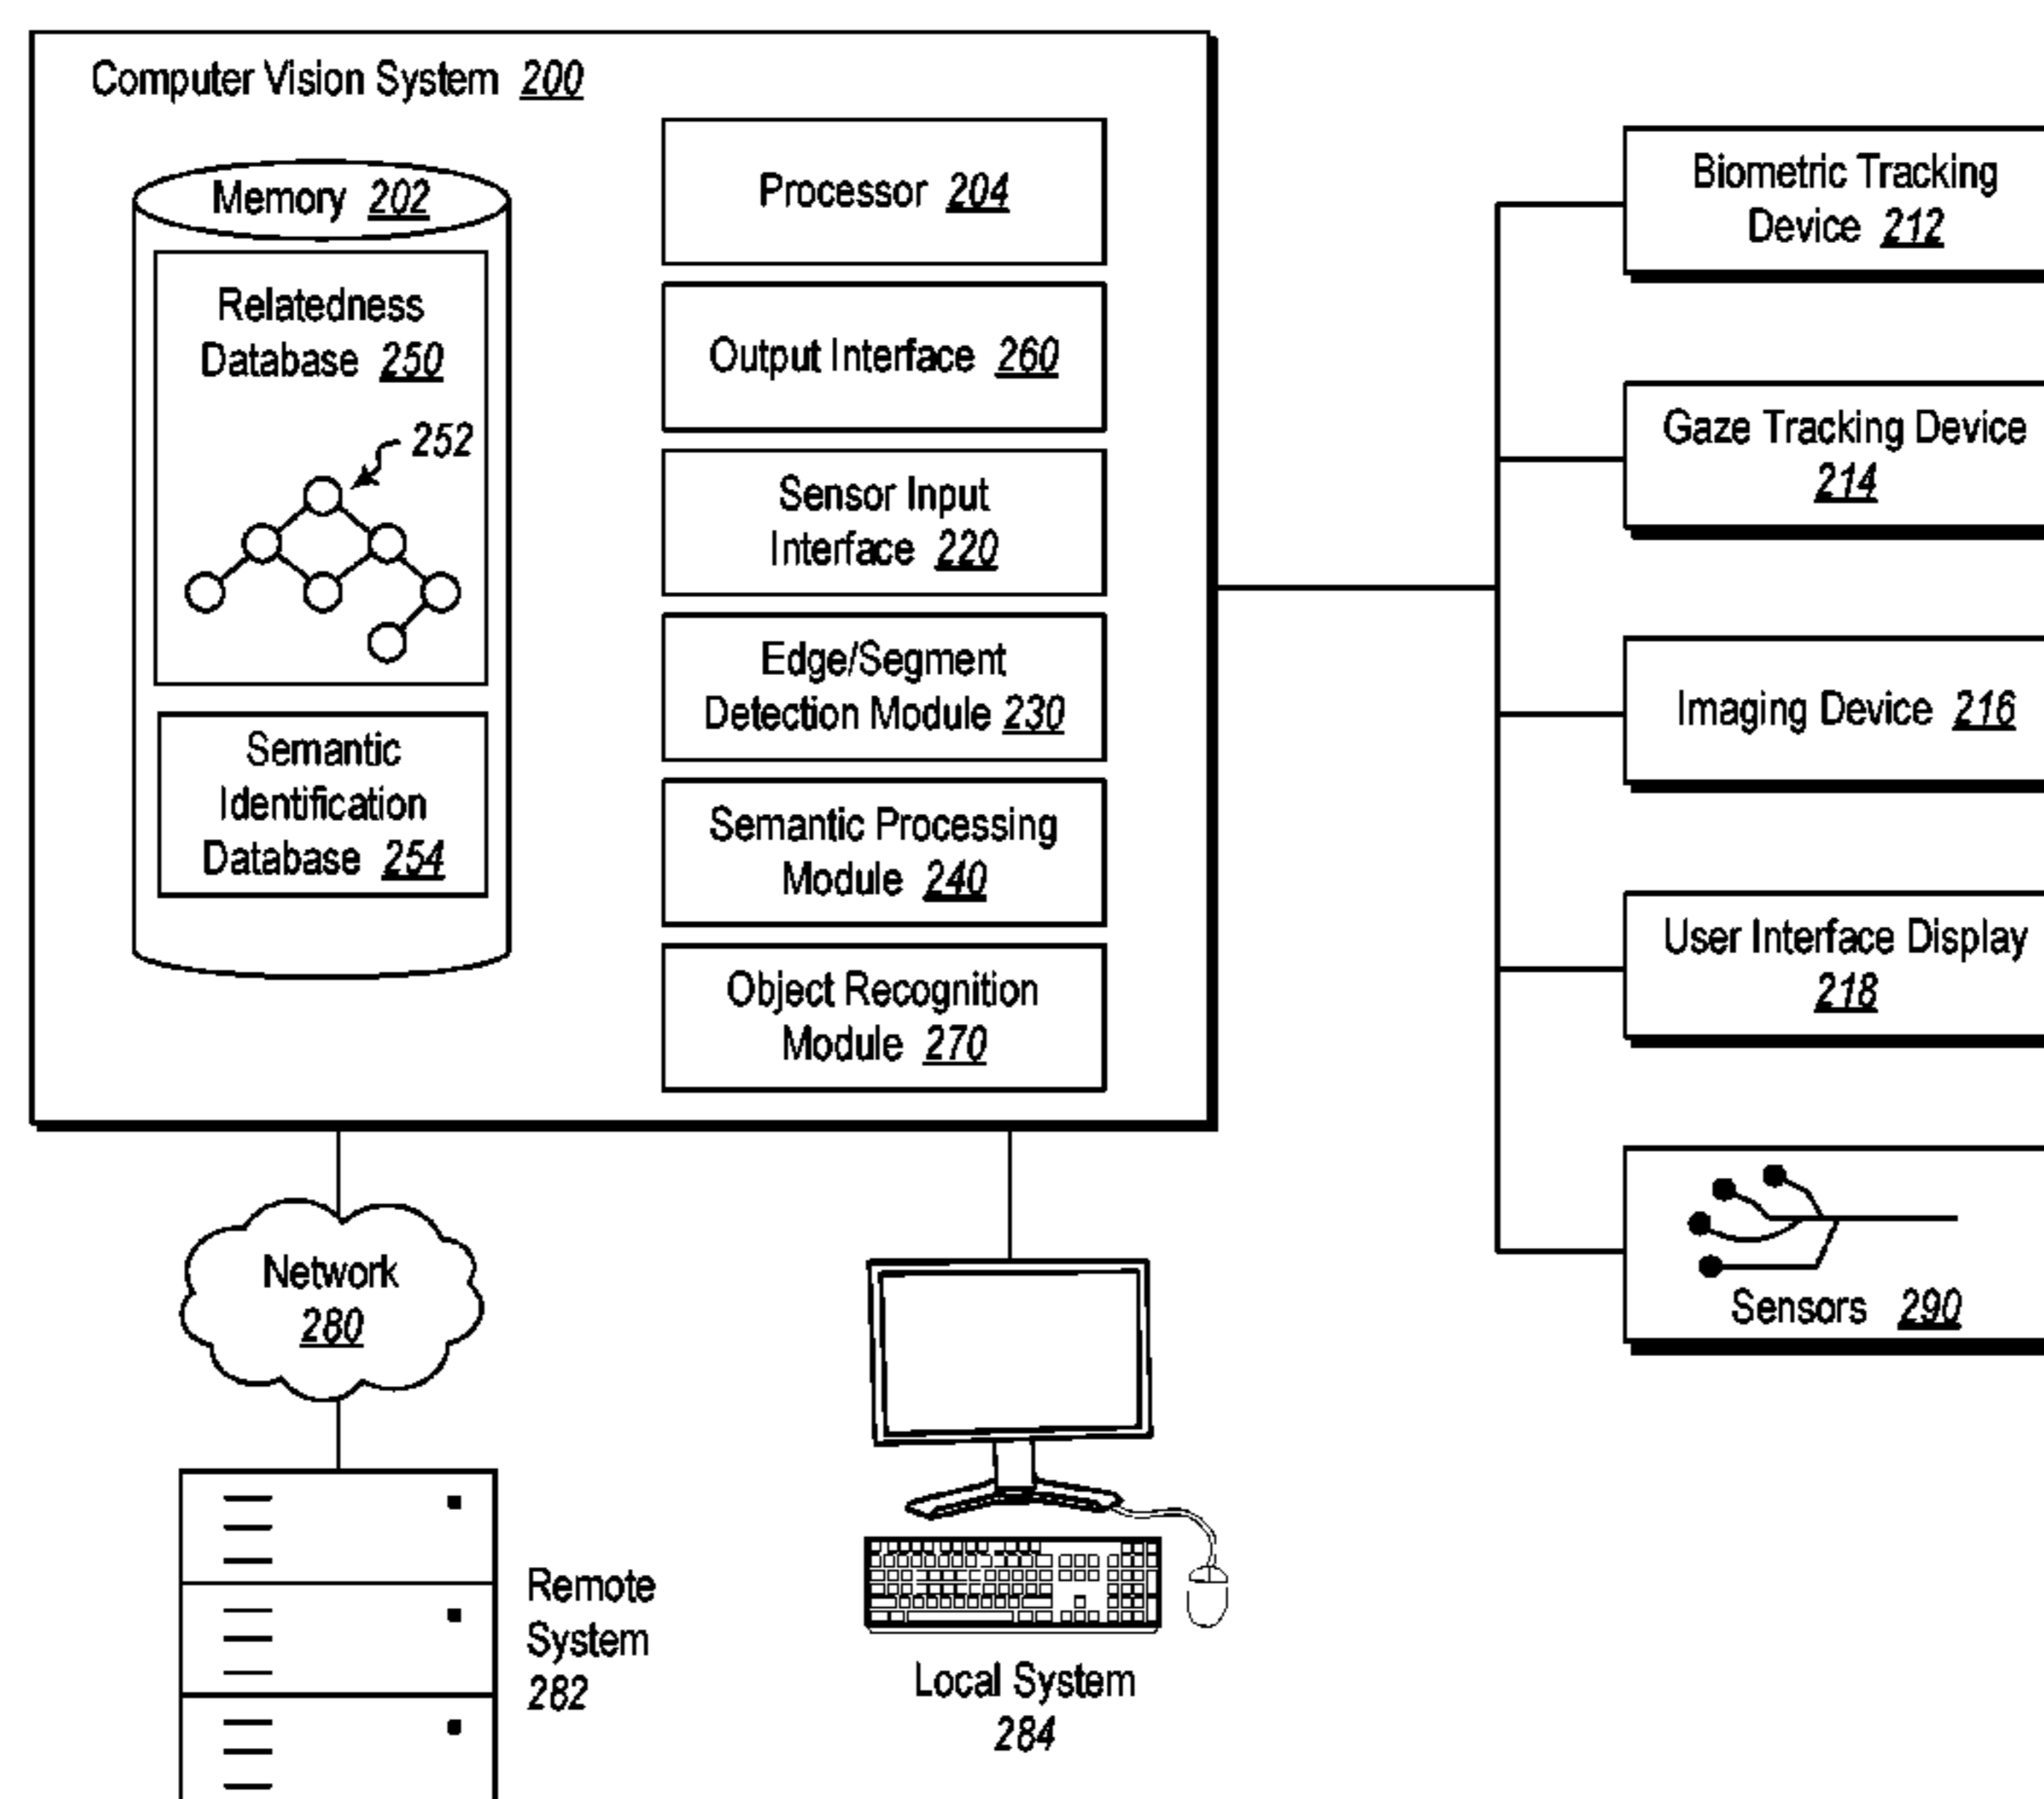 Computer Vision System 200
Memory 202
Relatedness
Database 250
252
Semantic
Identification
Database 254
Processor 204
Output Interface 260
Sensor Input
Interface 220
Edge/Segment
Detection Module 230
Semantic Processing
Module 240
Object Recognition
Module 270
Biometric Tracking
Device 212
Gaze Tracking Device
214
Imaging Device 216
User Interface Display
218
Sensors 290
Network
280
Remote
System
282
Local System
284